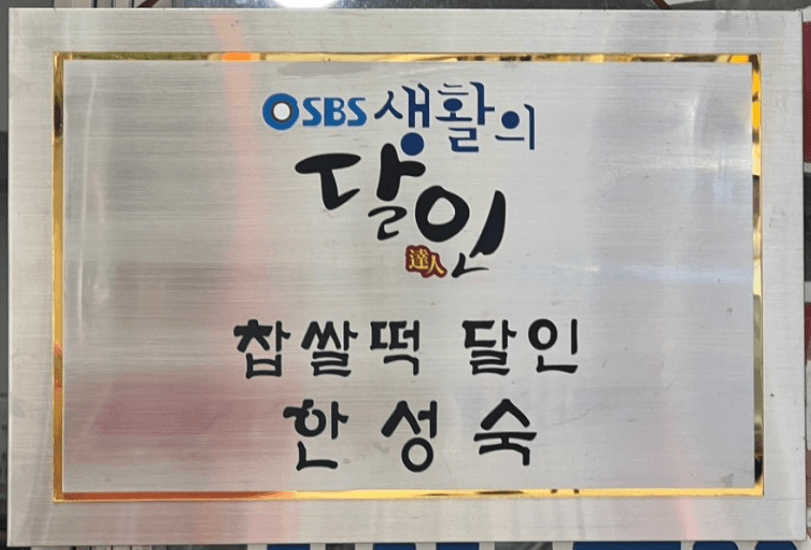 SBS 생활의
달인
達人
찹쌀떡 달인
한성숙